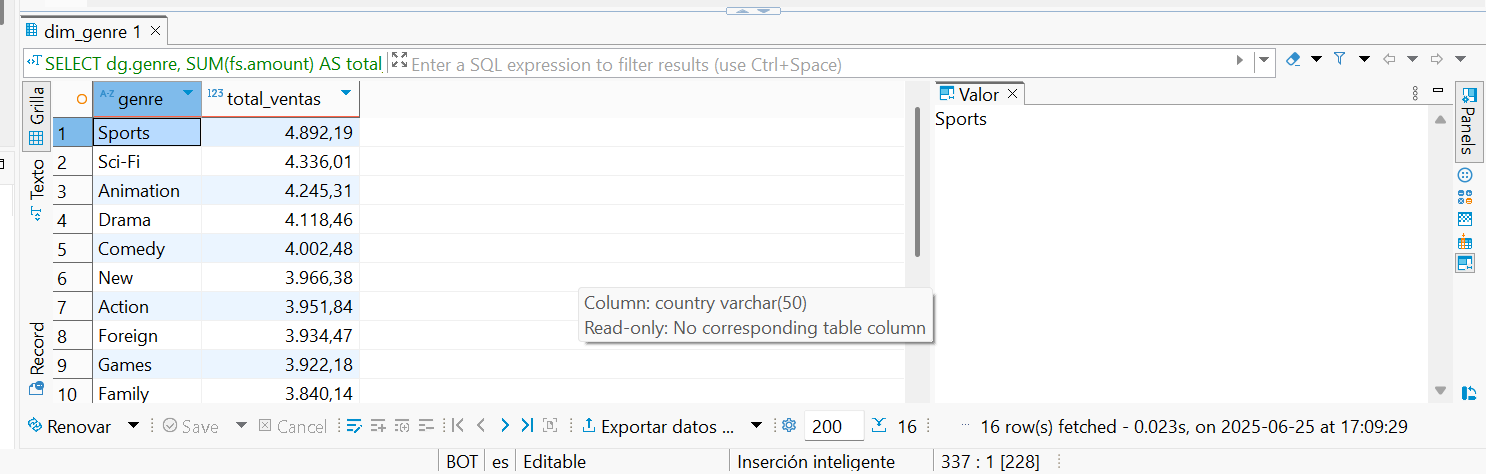 dim_genre 1
SELECT dg.genre, SUM(fs.amount) AS total_ Enter a SQL expression to filter results (use Ctrl+Space)
Grilla
Texto
Record
A-Z genre 123 total_ventas
1 Sports 4.892,19
2 Sci-Fi 4.336,01
3 Animation 4.245,31
4 Drama 4.118,46
5 Comedy 4.002,48
6 New 3.966,38
7 Action 3.951,84
8 Foreign 3.934,47
9 Games 3.922,18
10 Family 3.840,14
Column: country varchar(50)
Read-only: No corresponding table column
Valor
Sports
Panels
Renovar Save Cancel Exportar datos ... 200 16 16 row(s) fetched - 0.023s, on 2025-06-25 at 17:09:29
BOT es Editable Inserción inteligente 337 : 1 [228]